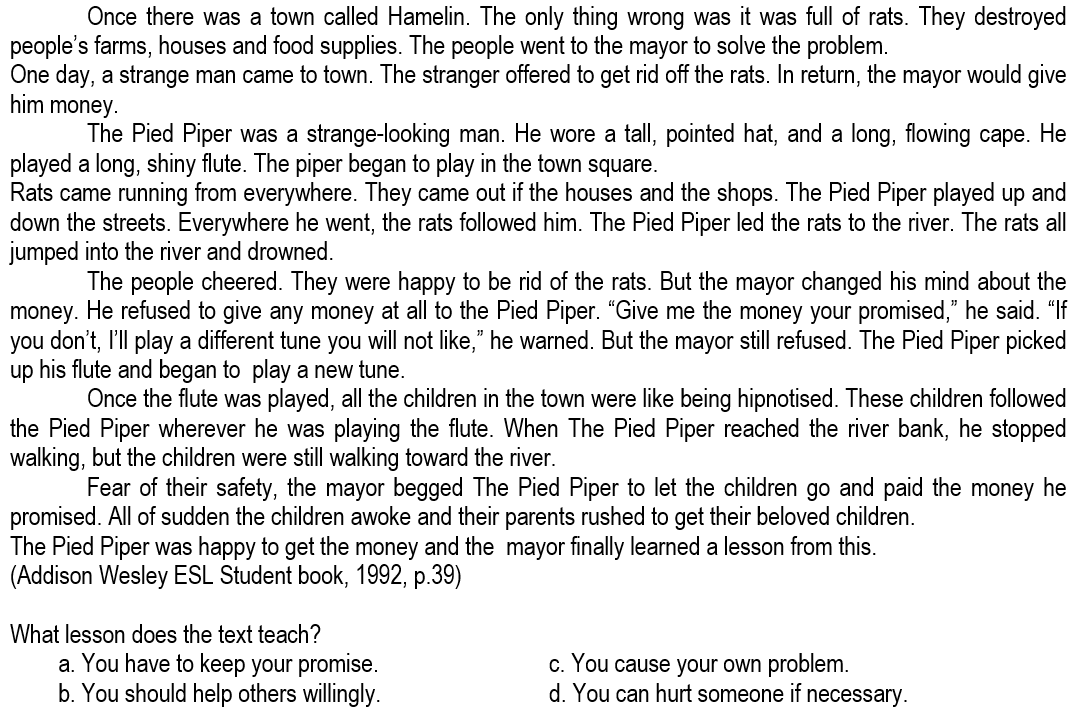 Once there was a town called Hamelin. The only thing wrong was it was full of rats. They destroyed
people's farms, houses and food supplies. The people went to the mayor to solve the problem.
One day, a strange man came to town. The stranger offered to get rid off the rats. In return, the mayor would give
him money.
The Pied Piper was a strange-looking man. He wore a tall, pointed hat, and a long, flowing cape. He
played a long, shiny flute. The piper began to play in the town square.
Rats came running from everywhere. They came out if the houses and the shops. The Pied Piper played up and
down the streets. Everywhere he went, the rats followed him. The Pied Piper led the rats to the river. The rats all
jumped into the river and drowned.
The people cheered. They were happy to be rid of the rats. But the mayor changed his mind about the
money. He refused to give any money at all to the Pied Piper. “Give me the money your promised,” he said. “If
you don't, I'll play a different tune you will not like,” he warned. But the mayor still refused. The Pied Piper picked
up his flute and began to play a new tune.
Once the flute was played, all the children in the town were like being hipnotised. These children followed
the Pied Piper wherever he was playing the flute. When The Pied Piper reached the river bank, he stopped
walking, but the children were still walking toward the river.
Fear of their safety, the mayor begged The Pied Piper to let the children go and paid the money he
promised. All of sudden the children awoke and their parents rushed to get their beloved children.
The Pied Piper was happy to get the money and the mayor finally learned a lesson from this.
(Addison Wesley ESL Student book, 1992, p.39)
What lesson does the text teach?
a. You have to keep your promise. c. You cause your own problem.
b. You should help others willingly. d. You can hurt someone if necessary.